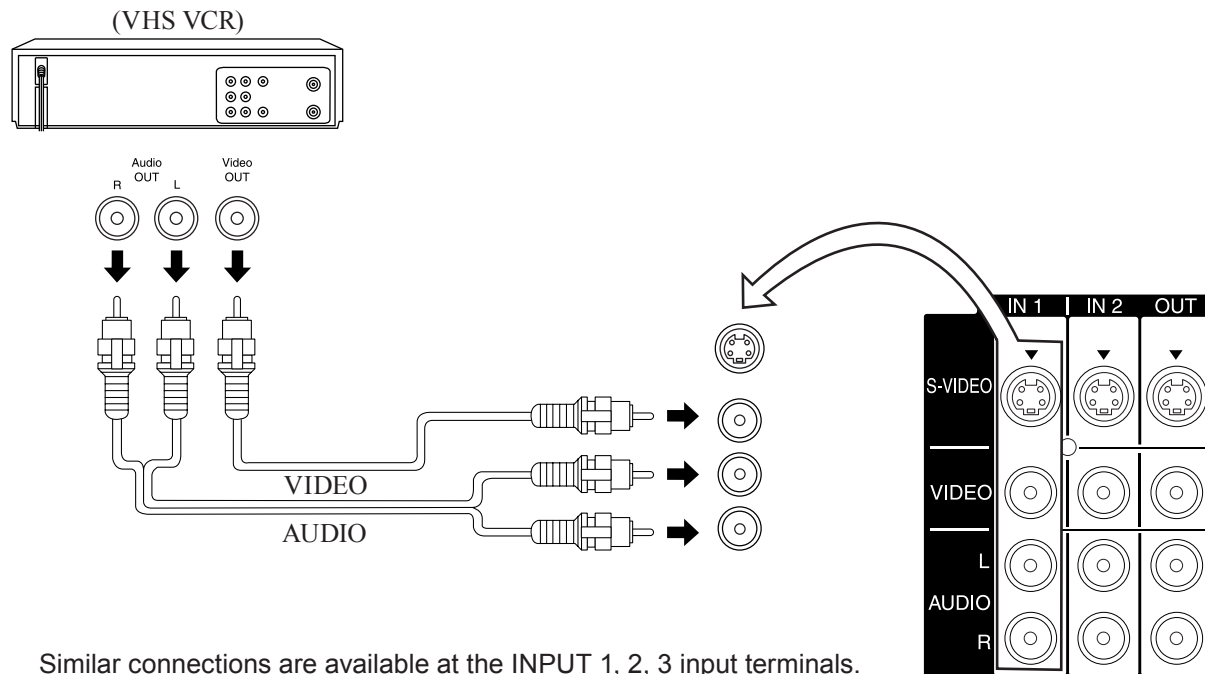 (VHS VCR)
Audio
OUT
R L
Video
OUT
IN 1 IN 2 OUT
S-VIDEO
VIDEO
L
AUDIO
R
VIDEO
AUDIO
Similar connections are available at the INPUT 1, 2, 3 input terminals.